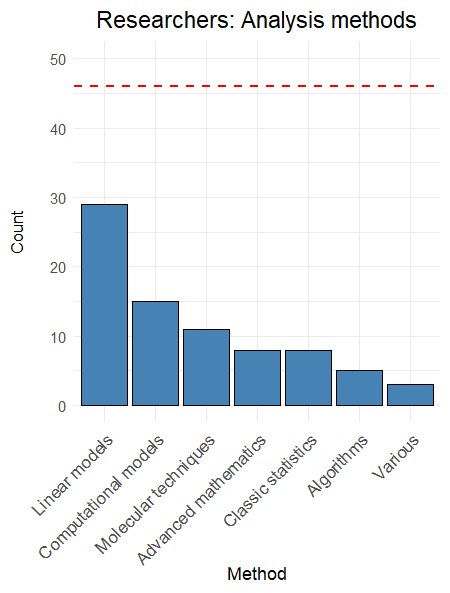 Researchers: Analysis methods
50
40
30
20
10
0
Count
Linear models
Computational models
Molecular techniques
Advanced mathematics
Classic statistics
Algorithms
Various
Method